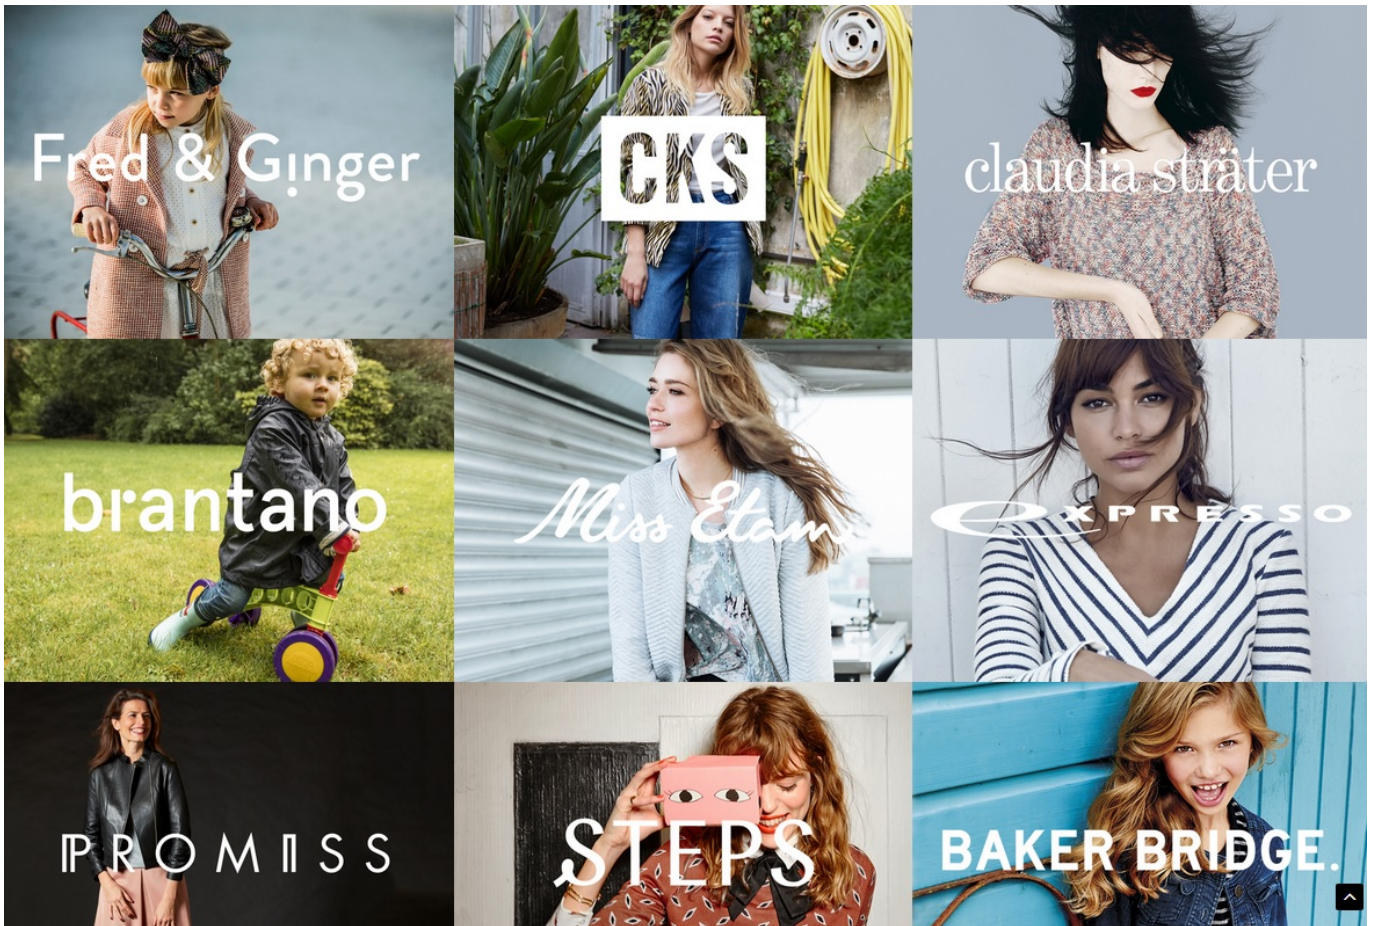 Fred & Ginger
CKS
claudia sträter
brantano
Miss Etam
expresso
PROMISS
STEPS
BAKER BRIDGE.